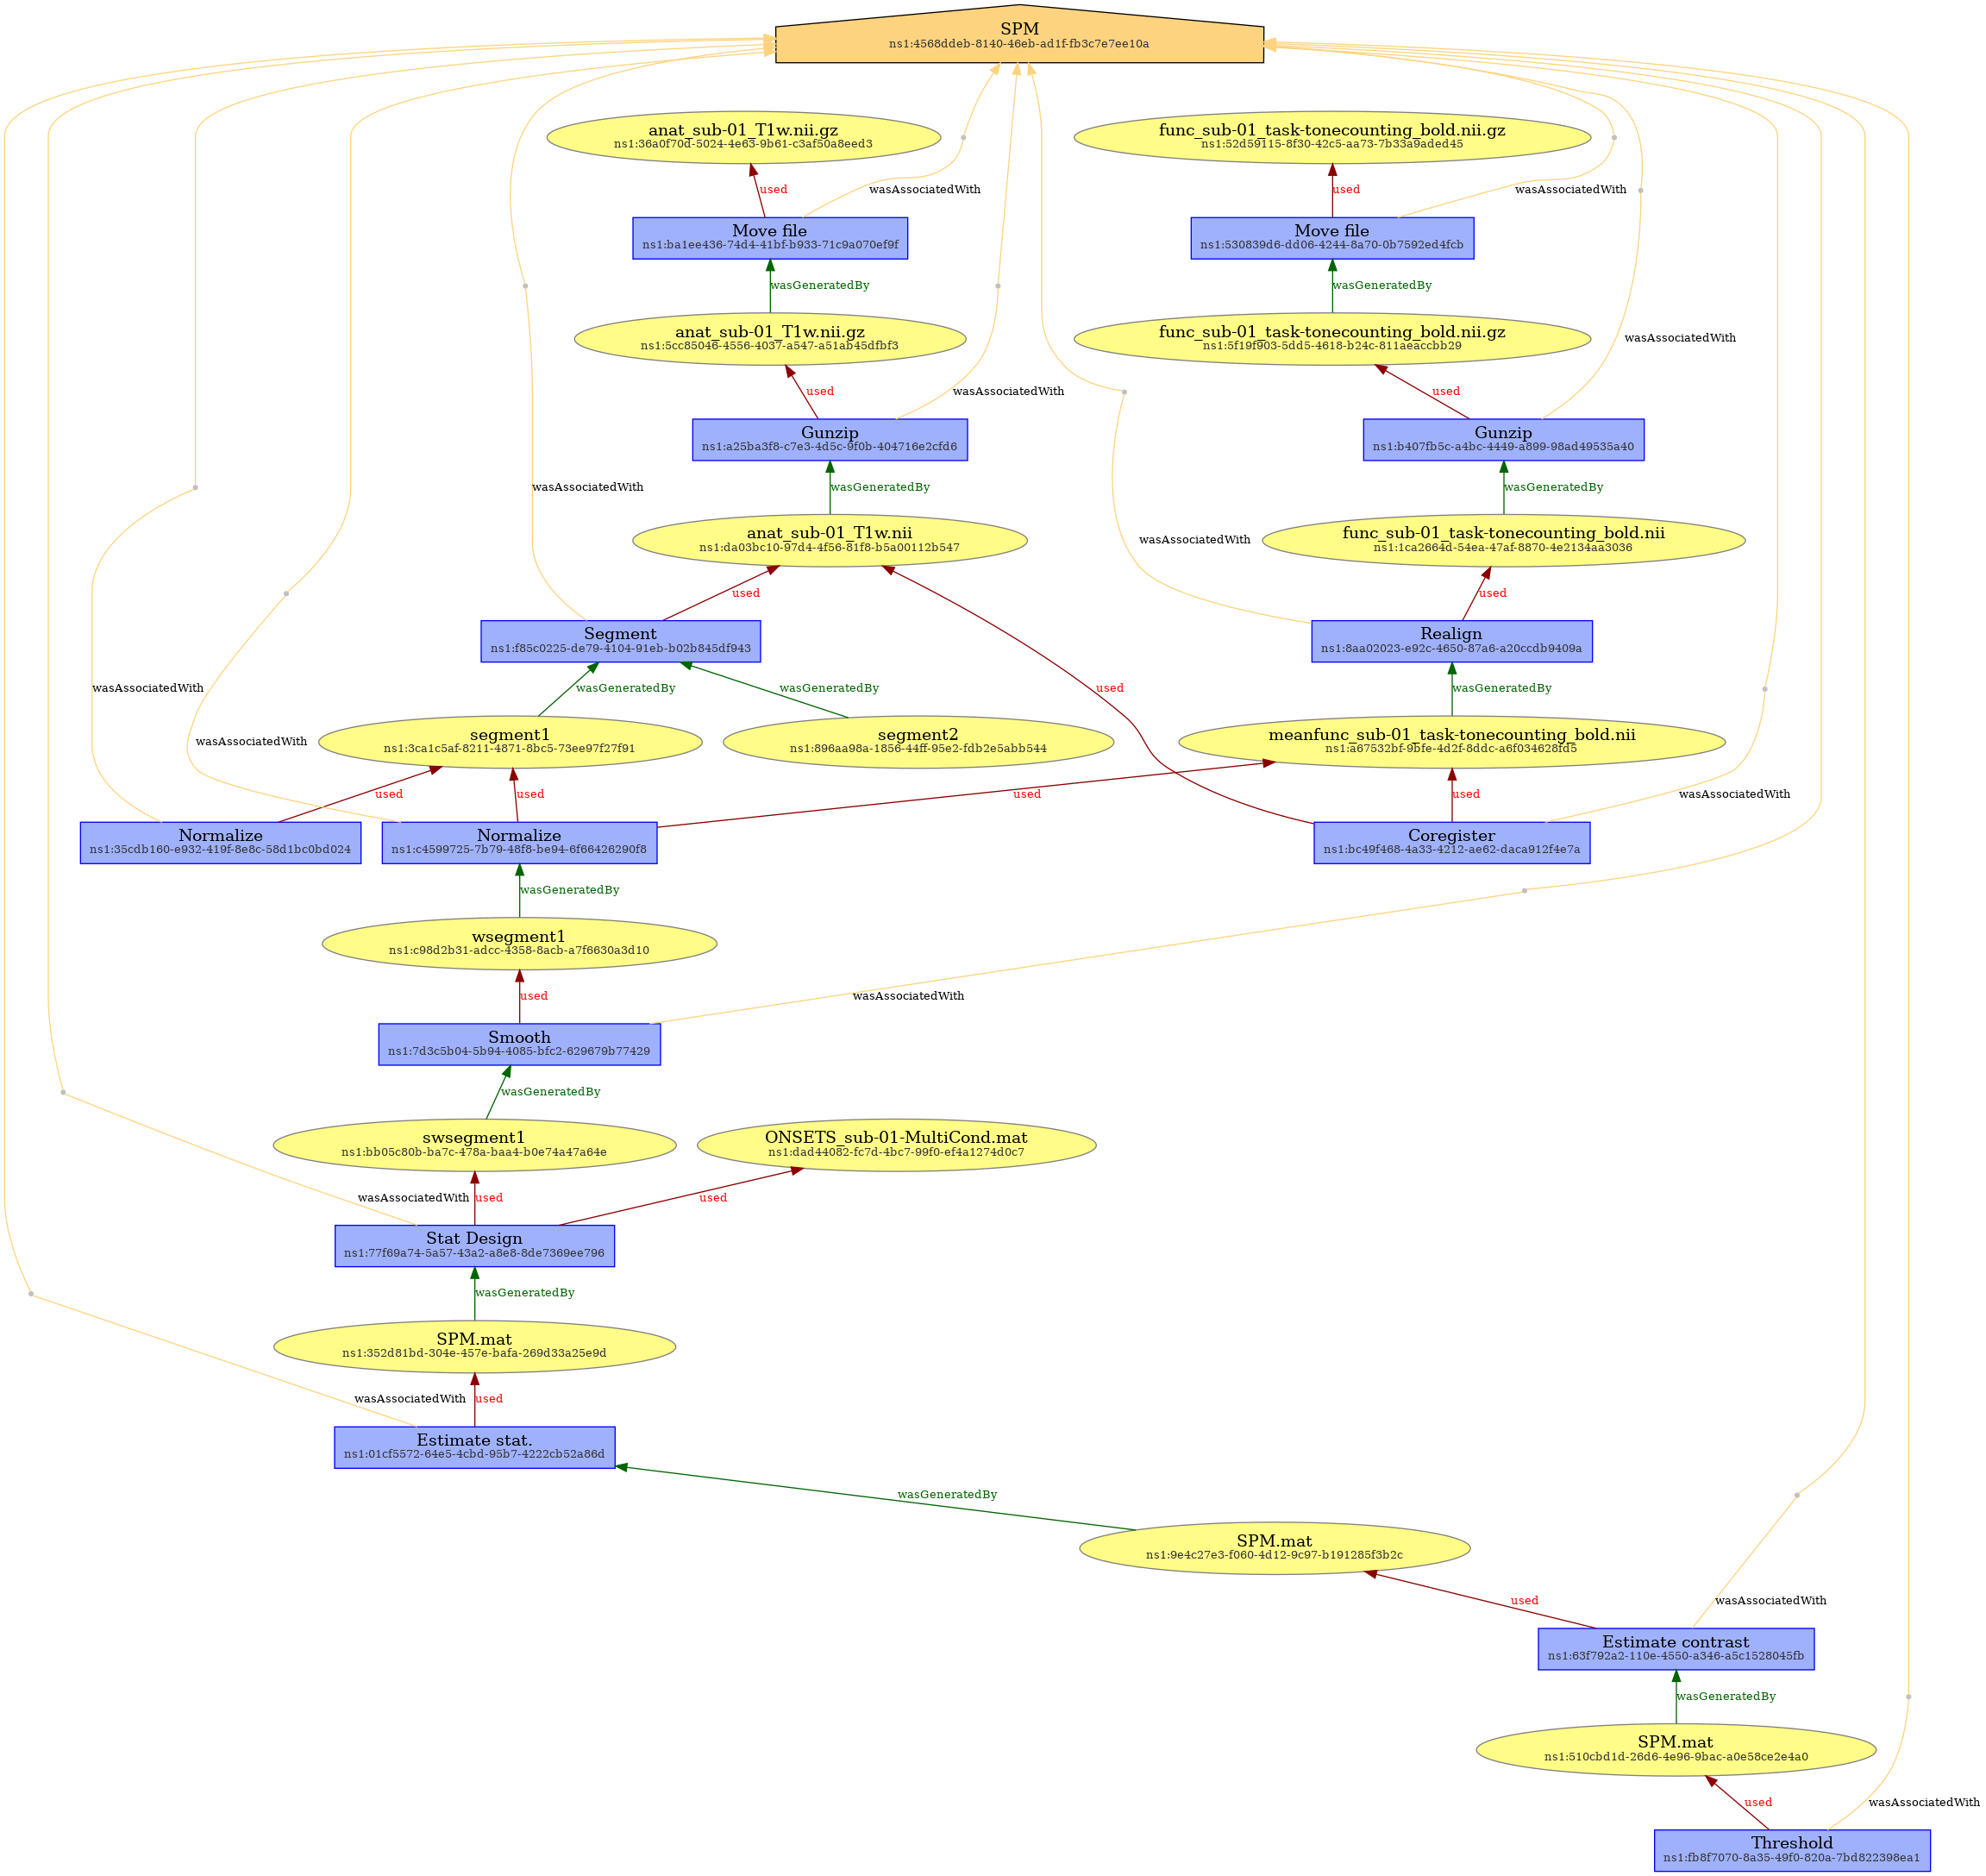 SPM
ns1:4568ddeb-8140-46eb-ad1f-fb3c7e7ee10a
anat_sub-01_T1w.nii.gz
ns1:36a0f70d-5024-4e63-9b61-c3af50a8eed3
func_sub-01_task-tonecounting_bold.nii.gz
ns1:52d59115-8f30-42c5-aa73-7b33a9aded45
used
wasAssociatedWith
used
wasAssociatedWith
Move file
ns1:ba1ee436-74d4-41bf-b933-71c9a070ef9f
Move file
ns1:530839d6-dd06-4244-8a70-0b7592ed4fcb
wasGeneratedBy
wasGeneratedBy
anat_sub-01_T1w.nii.gz
ns1:5cc85046-4556-4037-a547-a51ab45dfbf3
func_sub-01_task-tonecounting_bold.nii.gz
ns1:5f19f903-5dd5-4618-b24c-811aeaccbb29
wasAssociatedWith
used
wasAssociatedWith
used
Gunzip
ns1:a25ba3f8-c7e3-4d5c-9f0b-404716e2cfd6
Gunzip
ns1:b407fb5c-a4bc-4449-a899-98ad49535a40
wasAssociatedWith
wasGeneratedBy
wasGeneratedBy
anat_sub-01_T1w.nii
ns1:da03bc10-97d4-4f56-81f8-b5a00112b547
wasAssociatedWith
func_sub-01_task-tonecounting_bold.nii
ns1:1ca2664d-54ea-47af-8870-4e2134aa3036
used
used
Segment
ns1:f85c0225-de79-4104-91eb-b02b845df943
Realign
ns1:8aa02023-e92c-4650-87a6-a20ccdb9409a
wasAssociatedWith
wasGeneratedBy
wasGeneratedBy
used
wasGeneratedBy
wasAssociatedWith
segment1
ns1:3ca1c5af-8211-4871-8bc5-73ee97f27f91
segment2
ns1:896aa98a-1856-44ff-95e2-fdb2e5abb544
meanfunc_sub-01_task-tonecounting_bold.nii
ns1:a67532bf-9bfe-4d2f-8ddc-a6f034628fd5
used
used
used
used
wasAssociatedWith
Normalize
ns1:35cdb160-e932-419f-8e8c-58d1bc0bd024
Normalize
ns1:c4599725-7b79-48f8-be94-6f66426290f8
Coregister
ns1:bc49f468-4a33-4212-ae62-daca912f4e7a
wasGeneratedBy
wsegment1
ns1:c98d2b31-adcc-4358-8acb-a7f6630a3d10
used
wasAssociatedWith
Smooth
ns1:7d3c5b04-5b94-4085-bfc2-629679b77429
wasGeneratedBy
swsegment1
ns1:bb05c80b-ba7c-478a-baa4-b0e74a47a64e
ONSETS_sub-01-MultiCond.mat
ns1:dad44082-fc7d-4bc7-99f0-ef4a1274d0c7
wasAssociatedWith
used
used
Stat Design
ns1:77f69a74-5a57-43a2-a8e8-8de7369ee796
wasGeneratedBy
SPM.mat
ns1:352d81bd-304e-457e-bafa-269d33a25e9d
wasAssociatedWith
used
Estimate stat.
ns1:01cf5572-64e5-4cbd-95b7-4222cb52a86d
wasGeneratedBy
SPM.mat
ns1:9e4c27e3-f060-4d12-9c97-b191285f3b2c
used
wasAssociatedWith
Estimate contrast
ns1:63f792a2-110e-4550-a346-a5c1528045fb
wasGeneratedBy
SPM.mat
ns1:510cbd1d-26d6-4e96-9bac-a0e58ce2e4a0
used
wasAssociatedWith
Threshold
ns1:fb8f7070-8a35-49f0-820a-7bd822398ea1